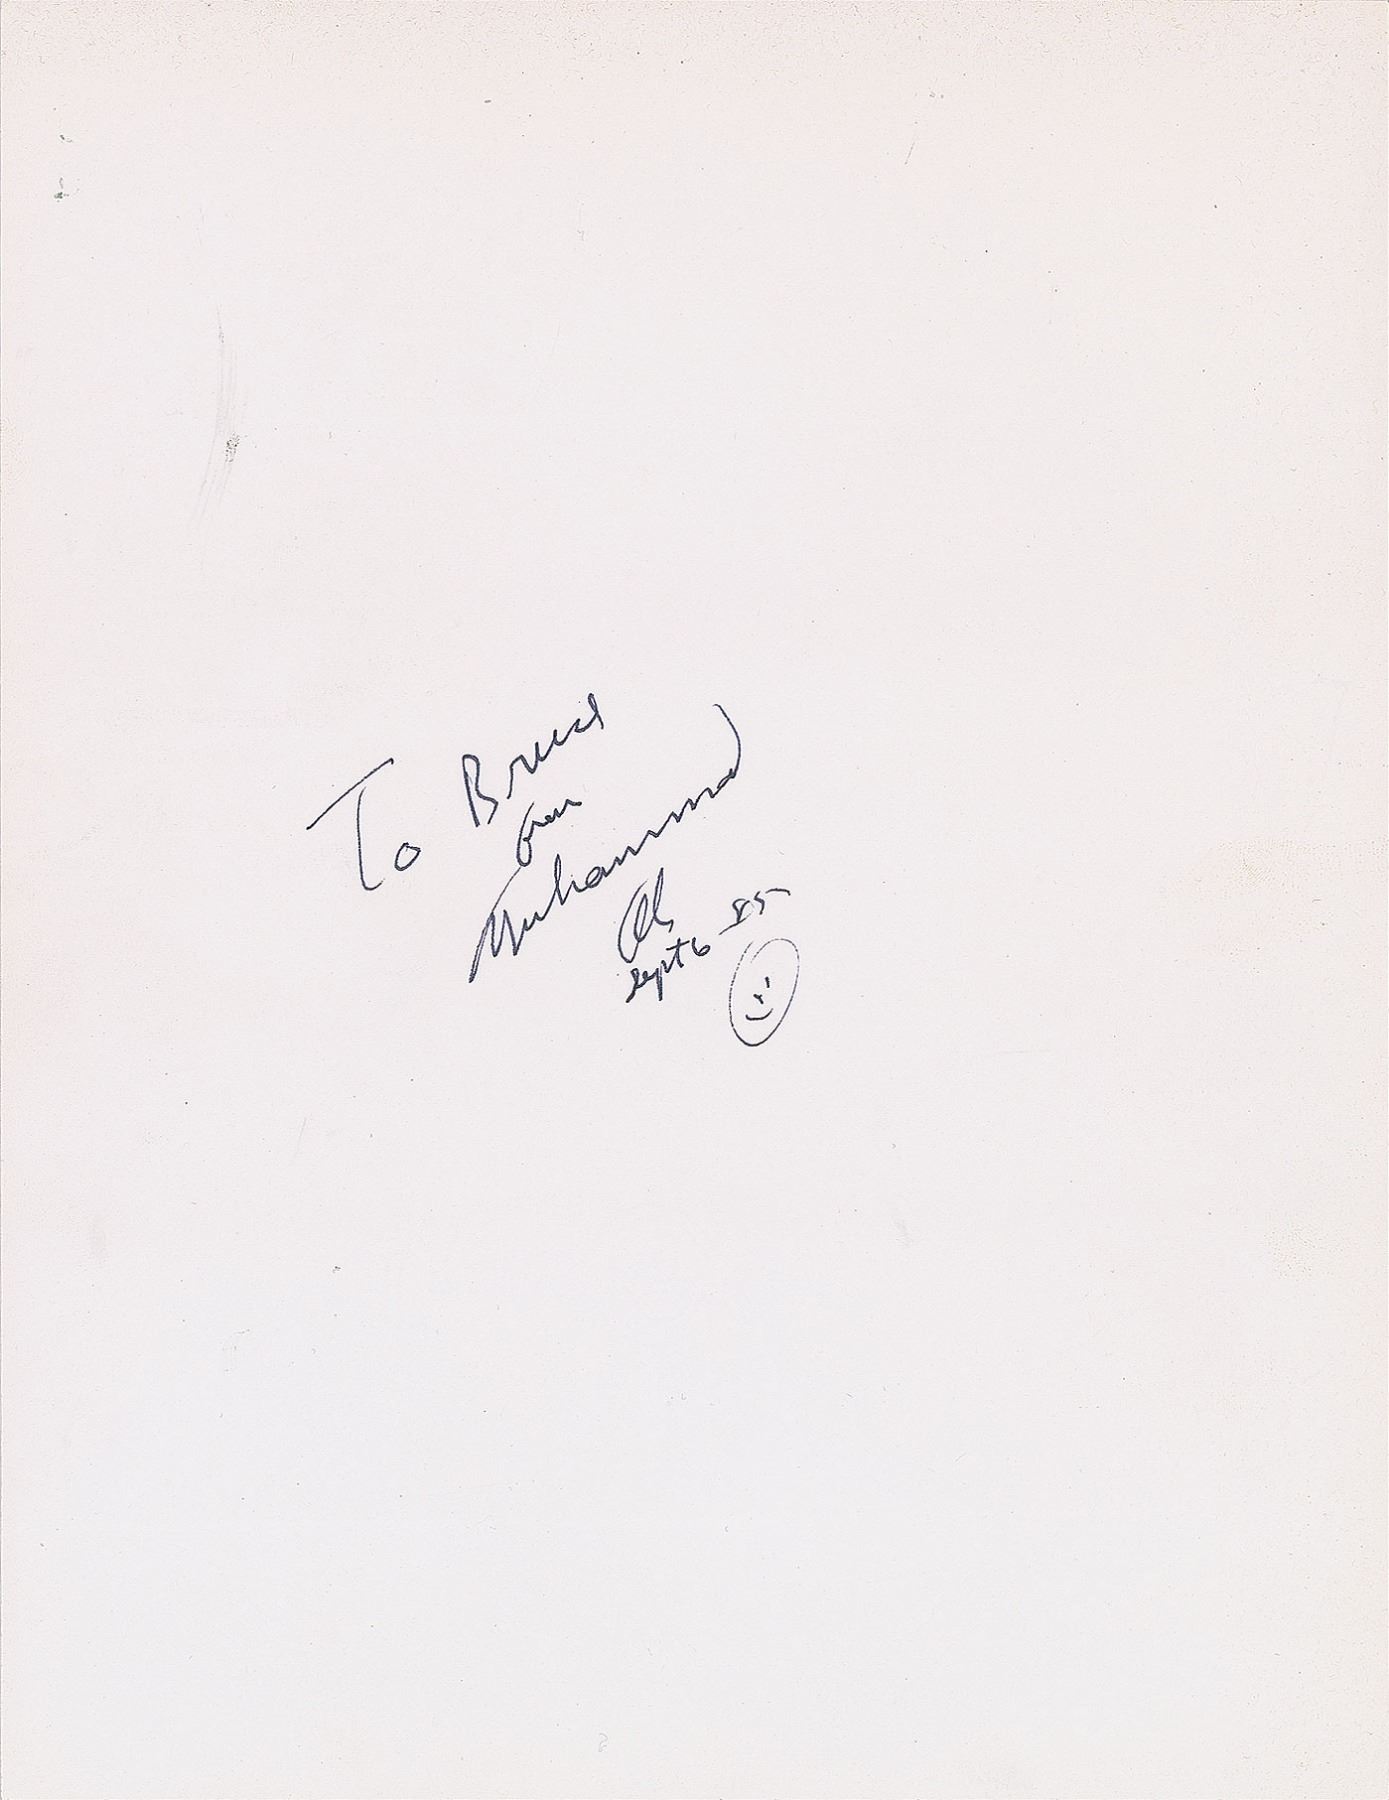 To Bruce
from
Muhammad
Ali
Sept 6 - 85